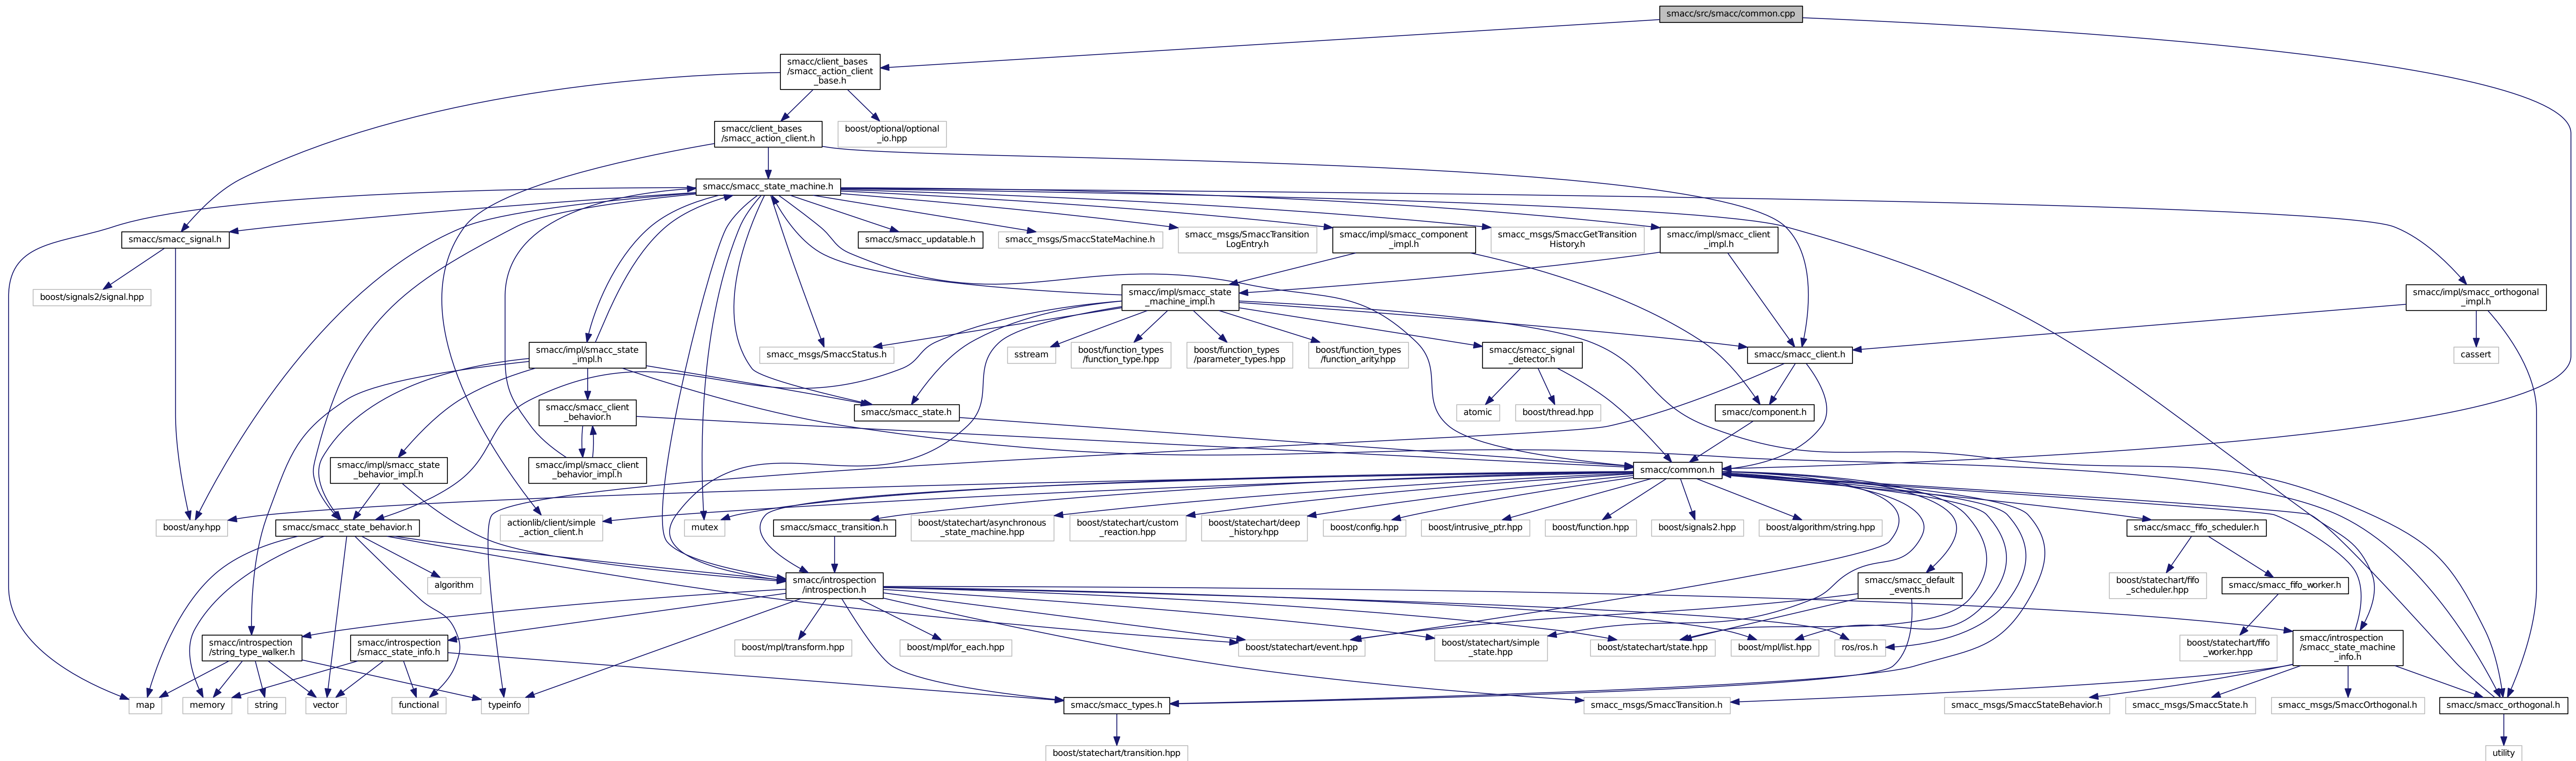 smacc/src/smacc/common.cpp
smacc/client_bases
/smacc_action_client
_base.h
smacc/client_bases
/smacc_action_client.h
boost/optional/optional
_io.hpp
smacc/smacc_state_machine.h
smacc/smacc_signal.h
smacc/smacc_updatable.h
smacc_msgs/SmaccStateMachine.h
smacc_msgs/SmaccTransition
LogEntry.h
smacc/impl/smacc_component
_impl.h
smacc_msgs/SmaccGetTransition
History.h
smacc/impl/smacc_client
_impl.h
boost/signals2/signal.hpp
smacc/impl/smacc_state
_machine_impl.h
smacc/impl/smacc_orthogonal
_impl.h
smacc/impl/smacc_state
_impl.h
smacc_msgs/SmaccStatus.h
sstream
boost/function_types
/function_type.hpp
boost/function_types
/parameter_types.hpp
boost/function_types
/function_arity.hpp
smacc/smacc_signal
_detector.h
smacc/smacc_client.h
cassert
smacc/smacc_client
_behavior.h
smacc/smacc_state.h
atomic
boost/thread.hpp
smacc/component.h
smacc/impl/smacc_state
_behavior_impl.h
smacc/impl/smacc_client
_behavior_impl.h
smacc/common.h
boost/any.hpp
smacc/smacc_state_behavior.h
actionlib/client/simple
_action_client.h
mutex
smacc/smacc_transition.h
boost/statechart/asynchronous
_state_machine.hpp
boost/statechart/custom
_reaction.hpp
boost/statechart/deep
_history.hpp
boost/config.hpp
boost/intrusive_ptr.hpp
boost/function.hpp
boost/signals2.hpp
boost/algorithm/string.hpp
smacc/smacc_fifo_scheduler.h
algorithm
smacc/introspection
/introspection.h
smacc/smacc_default
_events.h
boost/statechart/fifo
_scheduler.hpp
smacc/smacc_fifo_worker.h
smacc/introspection
/string_type_walker.h
smacc/introspection
/smacc_state_info.h
boost/mpl/transform.hpp
boost/mpl/for_each.hpp
boost/statechart/event.hpp
boost/statechart/simple
_state.hpp
boost/statechart/state.hpp
boost/mpl/list.hpp
ros/ros.h
boost/statechart/fifo
_worker.hpp
smacc/introspection
/smacc_state_machine
_info.h
map
memory
string
vector
functional
typeinfo
smacc/smacc_types.h
smacc_msgs/SmaccTransition.h
smacc_msgs/SmaccStateBehavior.h
smacc_msgs/SmaccState.h
smacc_msgs/SmaccOrthogonal.h
smacc/smacc_orthogonal.h
boost/statechart/transition.hpp
utility